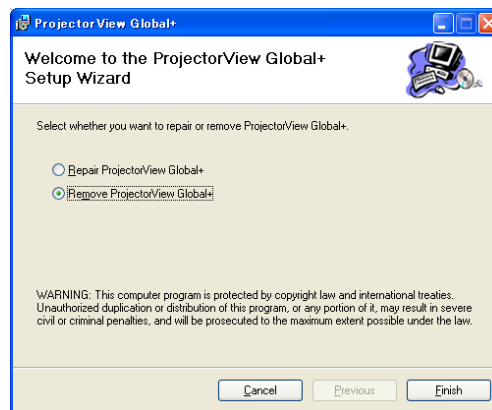 ProjectorView Global+
Welcome to the ProjectorView Global+
Setup Wizard
Select whether you want to repair or remove ProjectorView Global+.
Repair ProjectorView Global+
Remove ProjectorView Global+
WARNING: This computer program is protected by copyright law and international treaties.
Unauthorized duplication or distribution of this program, or any portion of it, may result in severe
civil or criminal penalties, and will be prosecuted to the maximum extent possible under the law.
Cancel
Previous
Finish